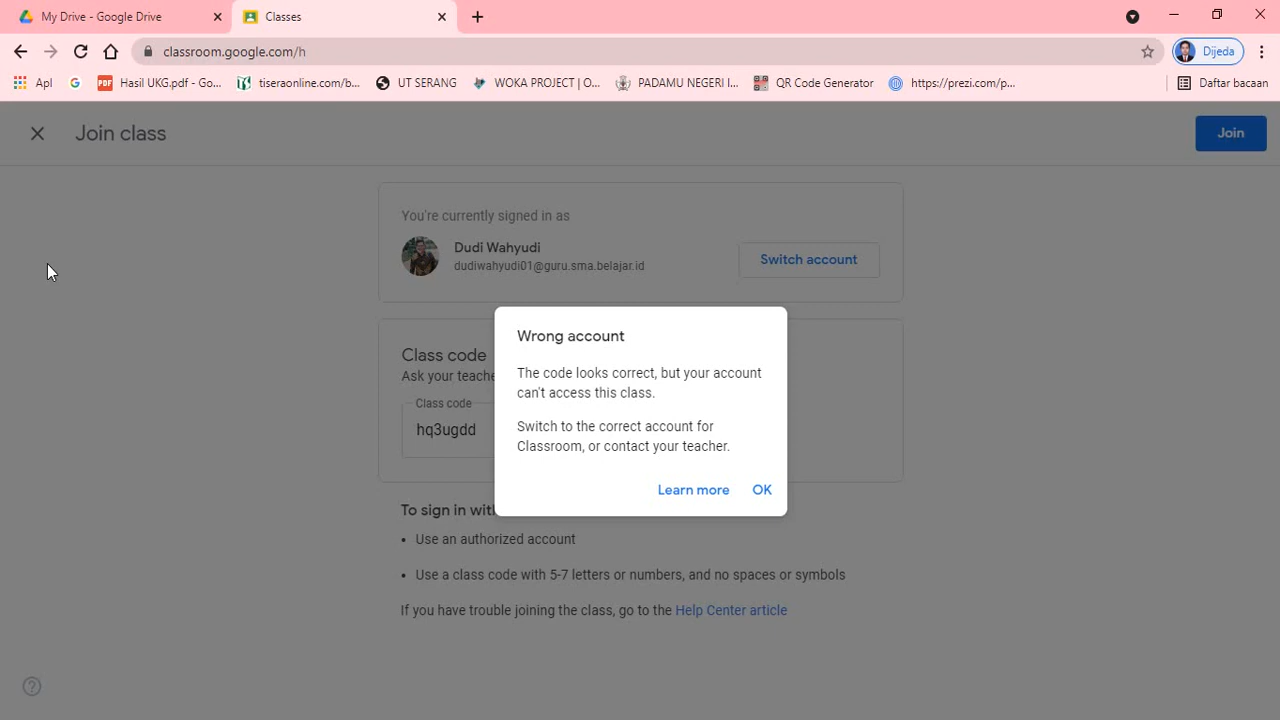 My Drive - Google Drive
Classes
classroom.google.com/h
Dijeda
Apl
PDF
Hasil UKG.pdf - Go...
tiseraonline.com/b...
UT SERANG
WOKA PROJECT | O...
PADAMU NEGERI I...
QR Code Generator
https://prezi.com/p...
Daftar bacaan
Join class
Join
You're currently signed in as
Dudi Wahyudi
dudiwahyudi01@guru.sma.belajar.id
Switch account
Wrong account
The code looks correct, but your account
can't access this class.
Switch to the correct account for
Classroom, or contact your teacher.
Learn more
OK
Class code
Ask your teache
Class code
hq3ugdd
To sign in wit
• Use an authorized account
• Use a class code with 5-7 letters or numbers, and no spaces or symbols
If you have trouble joining the class, go to the Help Center article